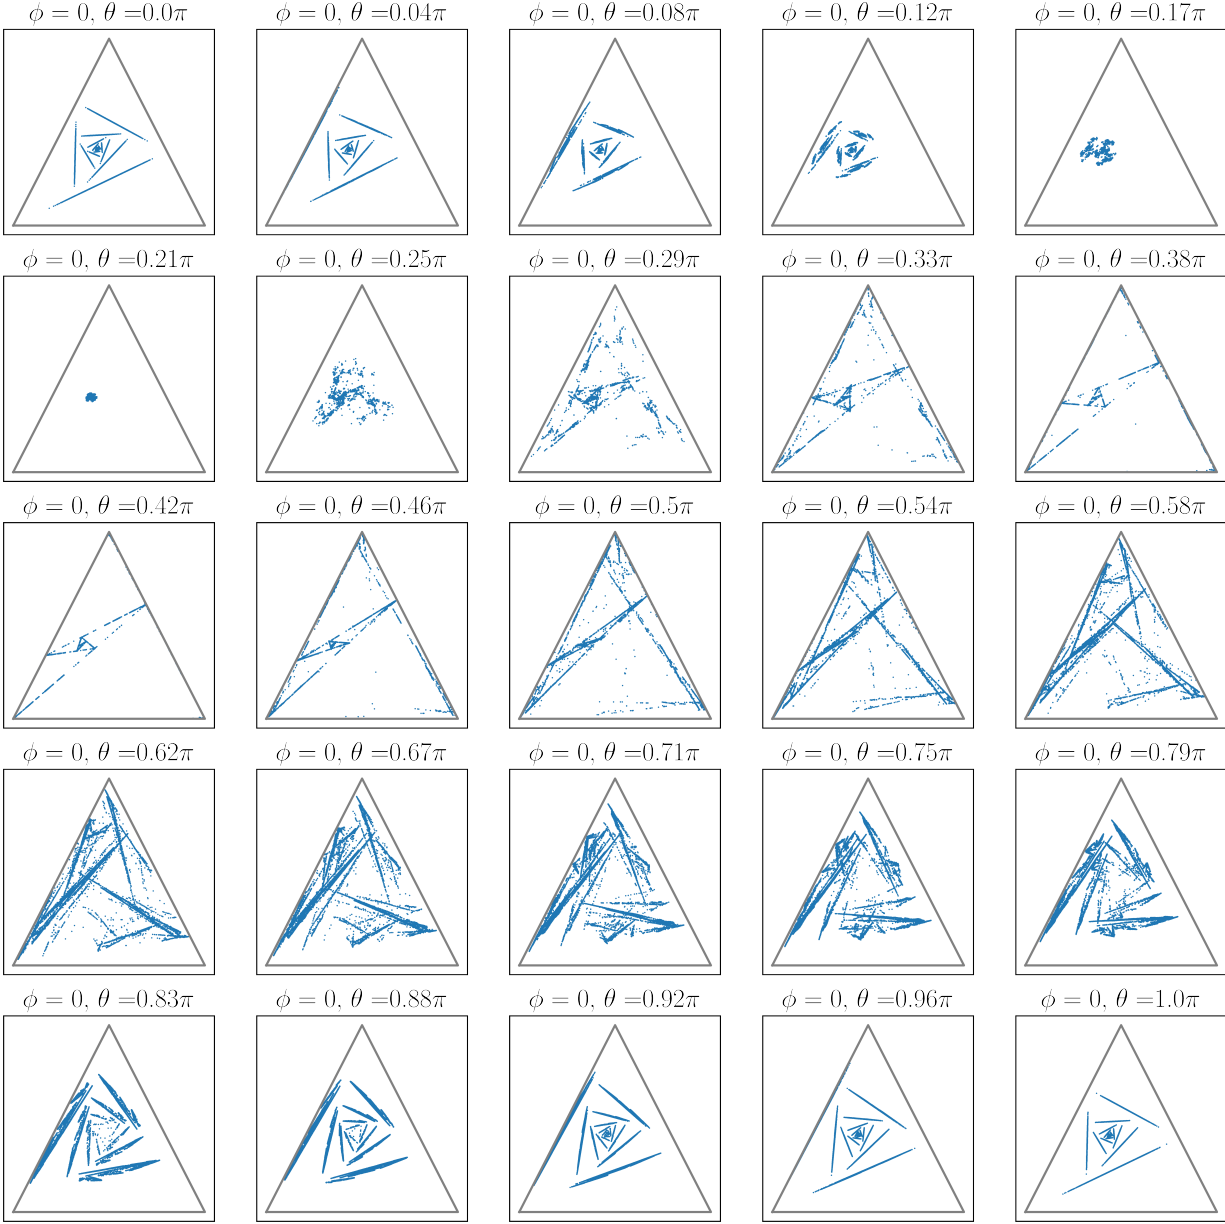 ϕ = 0, θ =0.0π
ϕ = 0, θ =0.04π
ϕ = 0, θ =0.08π
ϕ = 0, θ =0.12π
ϕ = 0, θ =0.17π
ϕ = 0, θ =0.21π
ϕ = 0, θ =0.25π
ϕ = 0, θ =0.29π
ϕ = 0, θ =0.33π
ϕ = 0, θ =0.38π
ϕ = 0, θ =0.42π
ϕ = 0, θ =0.46π
ϕ = 0, θ =0.5π
ϕ = 0, θ =0.54π
ϕ = 0, θ =0.58π
ϕ = 0, θ =0.62π
ϕ = 0, θ =0.67π
ϕ = 0, θ =0.71π
ϕ = 0, θ =0.75π
ϕ = 0, θ =0.79π
ϕ = 0, θ =0.83π
ϕ = 0, θ =0.88π
ϕ = 0, θ =0.92π
ϕ = 0, θ =0.96π
ϕ = 0, θ =1.0π